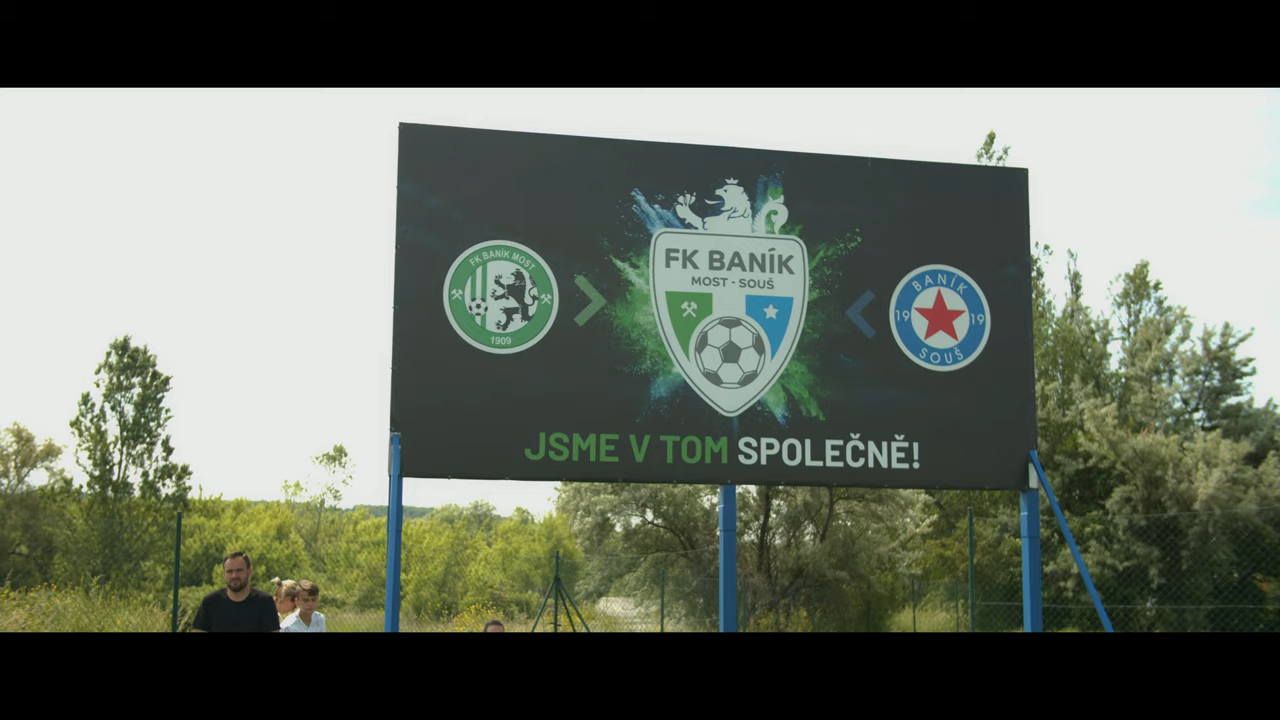 FK BANÍK MOST
1909
FK BANÍK
MOST - SOUŠ
BANÍK
19 19
SOUŠ
JSME V TOM SPOLEČNĚ!